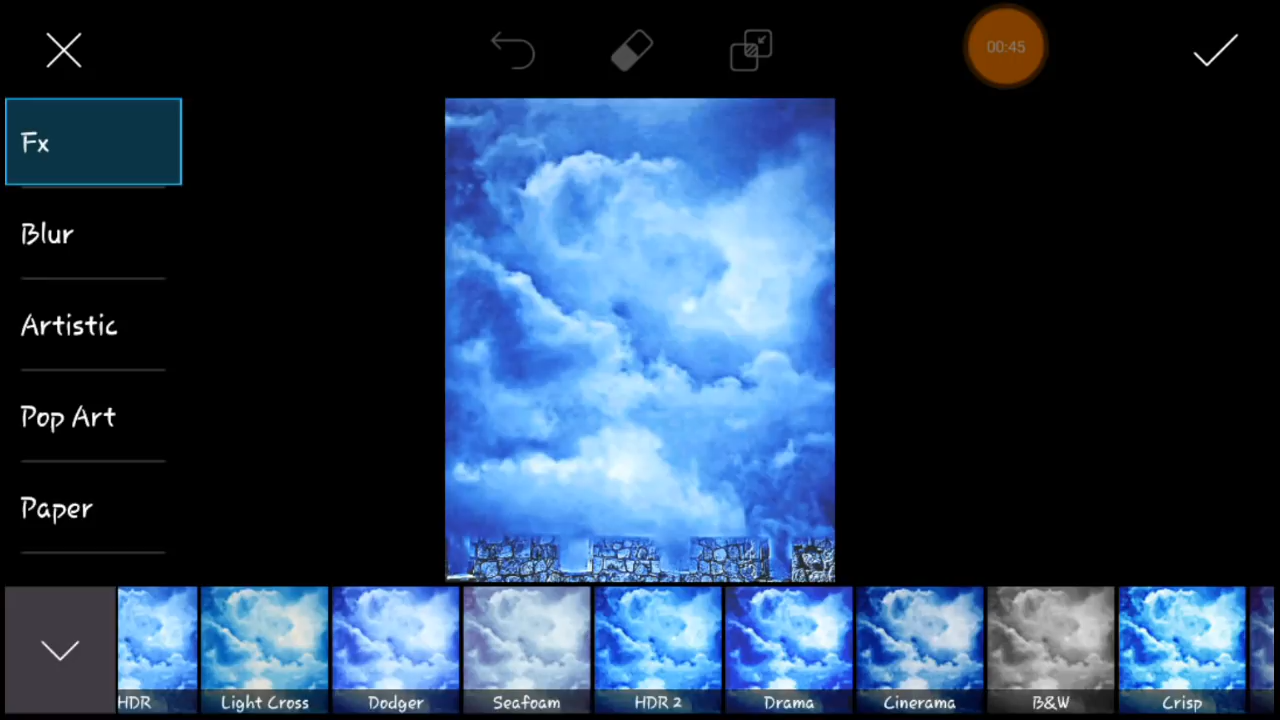 00:45
Fx
Blur
Artistic
Pop Art
Paper
HDR
Light Cross
Dodger
Seafoam
HDR 2
Drama
Cinerama
B&W
Crisp